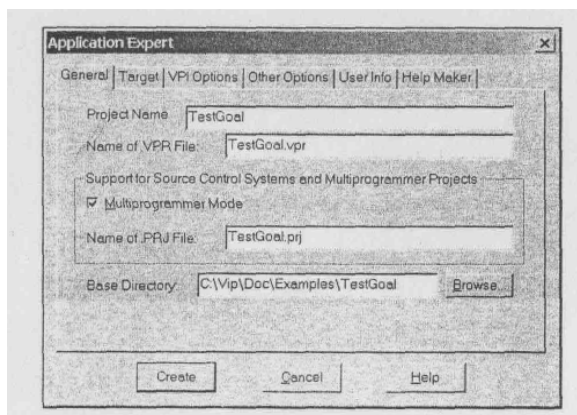 Application Expert
General Target VPI Options Other Options User Info Help Maker
Project Name TestGoal
Name of .VPR File: TestGoal.vpr
Support for Source Control Systems and Multiprogrammer Projects
Multiprogrammer Mode
Name of .PRJ File: TestGoal.prj
Base Directory: C:\Vip\Doc\Examples\TestGoal Browse...
Create Cancel Help